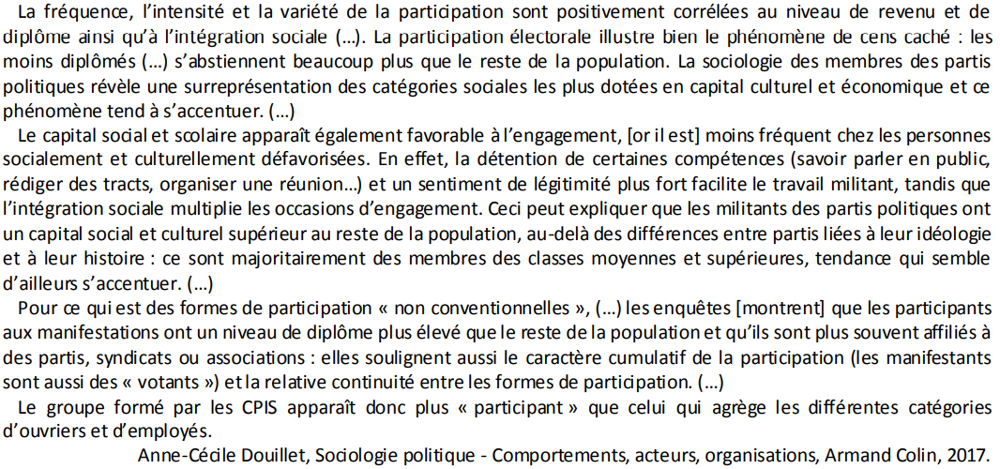 La fréquence, l’intensité et la variété de la participation sont positivement corrélées au niveau de revenu et de
diplôme ainsi qu’à l’intégration sociale (…). La participation électorale illustre bien le phénomène de cens caché : les
moins diplômés (…) s’abstiennent beaucoup plus que le reste de la population. La sociologie des membres des partis
politiques révèle une surreprésentation des catégories sociales les plus dotées en capital culturel et économique et ce
phénomène tend à s’accentuer. (…)
Le capital social et scolaire apparaît également favorable à l’engagement, [or il est] moins fréquent chez les personnes
socialement et culturellement défavorisées. En effet, la détention de certaines compétences (savoir parler en public,
rédiger des tracts, organiser une réunion…) et un sentiment de légitimité plus fort facilite le travail militant, tandis que
l’intégration sociale multiplie les occasions d’engagement. Ceci peut expliquer que les militants des partis politiques ont
un capital social et culturel supérieur au reste de la population, au-delà des différences entre partis liées à leur idéologie
et à leur histoire : ce sont majoritairement des membres des classes moyennes et supérieures, tendance qui semble
d’ailleurs s’accentuer. (…)
Pour ce qui est des formes de participation « non conventionnelles », (…) les enquêtes [montrent] que les participants
aux manifestations ont un niveau de diplôme plus élevé que le reste de la population et qu’ils sont plus souvent affiliés à
des partis, syndicats ou associations : elles soulignent aussi le caractère cumulatif de la participation (les manifestants
sont aussi des « votants ») et la relative continuité entre les formes de participation. (…)
Le groupe formé par les CPIS apparaît donc plus « participant » que celui qui agrège les différentes catégories
d’ouvriers et d’employés.
Anne-Cécile Douillet, Sociologie politique - Comportements, acteurs, organisations, Armand Colin, 2017.